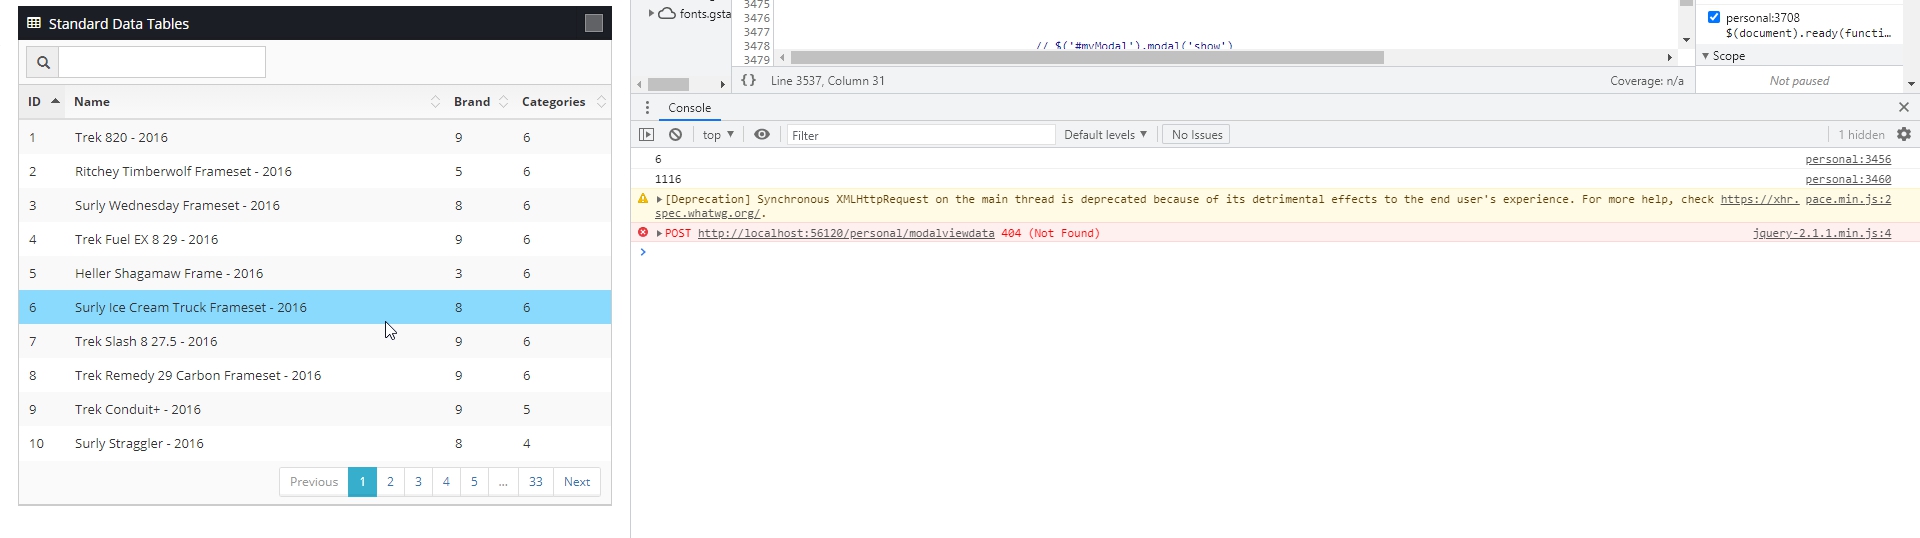 Standard Data Tables
ID Name Brand Categories
1 Trek 820 - 2016 9 6
2 Ritchey Timberwolf Frameset - 2016 5 6
3 Surly Wednesday Frameset - 2016 8 6
4 Trek Fuel EX 8 29 - 2016 9 6
5 Heller Shagamaw Frame - 2016 3 6
6 Surly Ice Cream Truck Frameset - 2016 8 6
7 Trek Slash 8 27.5 - 2016 9 6
8 Trek Remedy 29 Carbon Frameset - 2016 9 6
9 Trek Conduit+ - 2016 9 5
10 Surly Straggler - 2016 8 4
Previous 1 2 3 4 5 ... 33 Next
fonts.gsta
3475
3476
3477
3478 // $('#myModal').modal('show')
3479
{} Line 3537, Column 31 Coverage: n/a
personal:3708
$(document).ready(functi…
Scope
Not paused
Console
top Filter Default levels No Issues 1 hidden
6 personal:3456
1116 personal:3460
[Deprecation] Synchronous XMLHttpRequest on the main thread is deprecated because of its detrimental effects to the end user's experience. For more help, check https://xhr. pace.min.js:2
spec.whatwg.org/.
POST http://localhost:56120/personal/modalviewdata 404 (Not Found) jquery-2.1.1.min.js:4